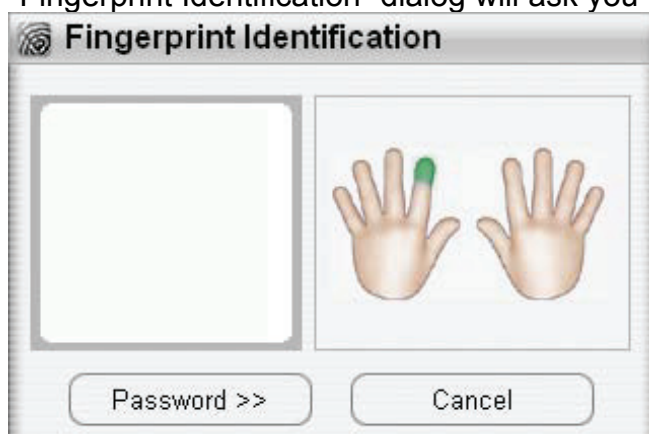 "Fingerprint Identification" dialog will ask you
Fingerprint Identification
Password >>
Cancel